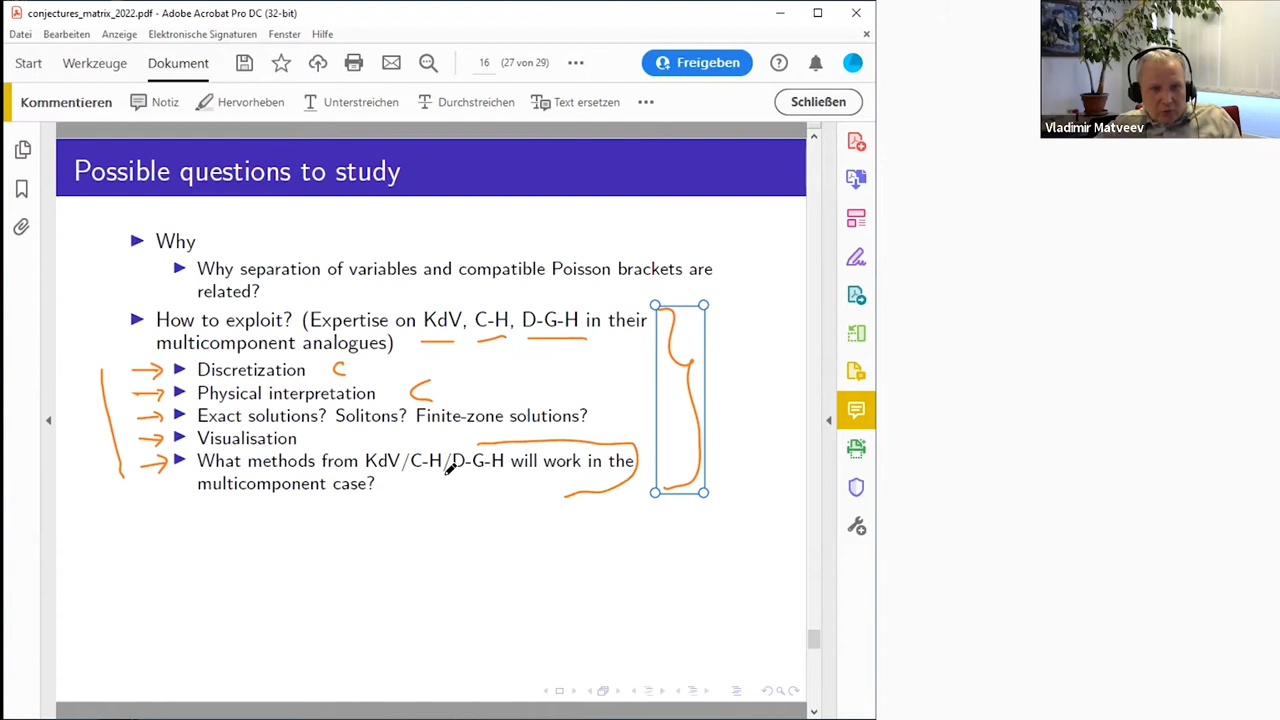 conjectures_matrix_2022.pdf - Adobe Acrobat Pro DC (32-bit)
Datei Bearbeiten Anzeige Elektronische Signaturen Fenster Hilfe
Start Werkzeuge Dokument 16 (27 von 29) Freigeben
Kommentieren Notiz Hervorheben Unterstreichen Durchstreichen Text ersetzen Schließen
Vladimir Matveev
Possible questions to study
Why
Why separation of variables and compatible Poisson brackets are
related?
How to exploit? (Expertise on KdV, C-H, D-G-H in their
multicomponent analogues)
Discretization
Physical interpretation
Exact solutions? Solitons? Finite-zone solutions?
Visualisation
What methods from KdV/C-H/D-G-H will work in the
multicomponent case?